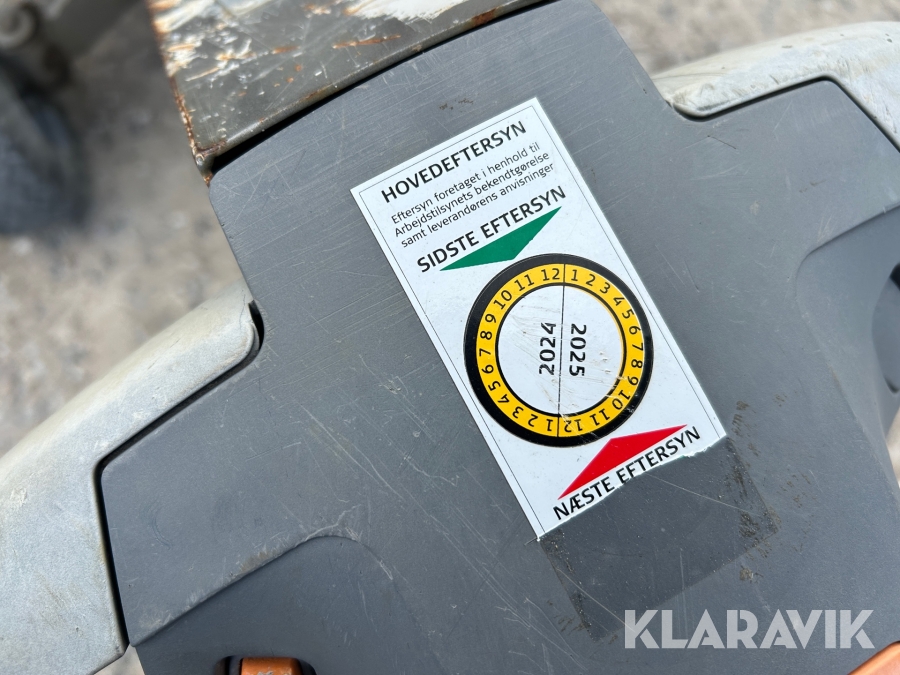 HOVEDEFTERSYN
Eftersyn foretaget i henhold til
Arbejdstilsynets bekendtgørelse
samt leverandørens anvisninger
SIDSTE EFTERSYN
1 2 3 4 5 6 7 8 9 10 11 12
1 2 3 4 5 6 7 8 9 10 11 12
2024
2025
NÆSTE EFTERSYN
KLARAVIK